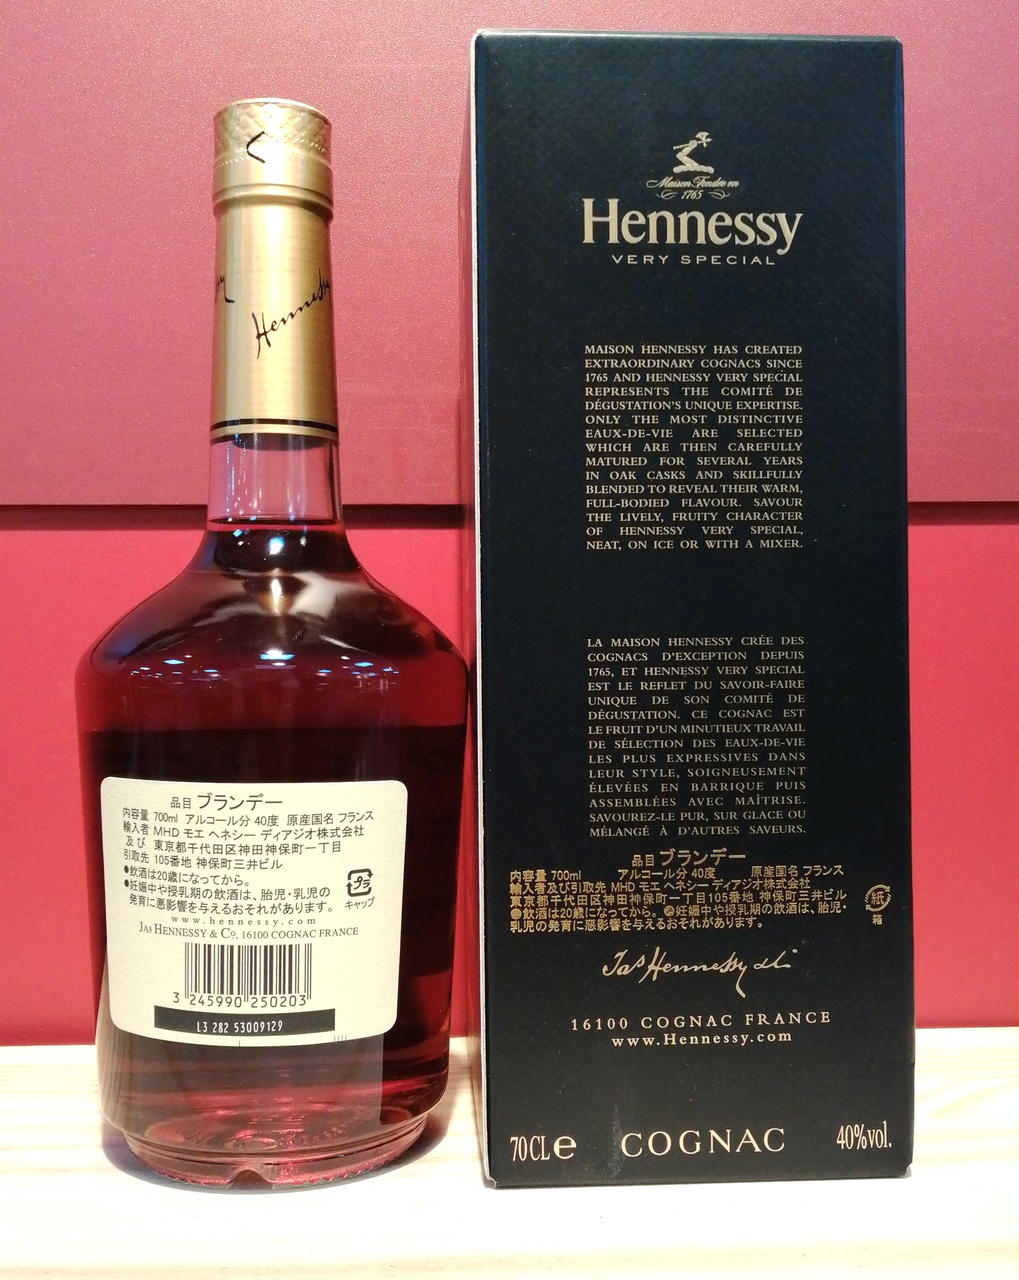 Hennessy
品目 ブランデー
内容量 700ml アルコール分 40度 原産国名 フランス
輸入者 MHD モエ ヘネシー ディアジオ株式会社
及び 東京都千代田区神田神保町一丁目
引取先 105番地 神保町三井ビル
●飲酒は20歳になってから。
●妊娠中や授乳期の飲酒は、胎児・乳児の
発育に悪影響を与えるおそれがあります。
プラ
キャップ
www.hennessy.com
JAS HENNESSY & CO, 16100 COGNAC FRANCE
3 245990 250203
L3 282 53009129
Maison Fondée en
1765
Hennessy
VERY SPECIAL
MAISON HENNESSY HAS CREATED
EXTRAORDINARY COGNACS SINCE
1765 AND HENNESSY VERY SPECIAL
REPRESENTS THE COMITÉ DE
DÉGUSTATION'S UNIQUE EXPERTISE.
ONLY THE MOST DISTINCTIVE
EAUX-DE-VIE ARE SELECTED
WHICH ARE THEN CAREFULLY
MATURED FOR SEVERAL YEARS
IN OAK CASKS AND SKILLFULLY
BLENDED TO REVEAL THEIR WARM,
FULL-BODIED FLAVOUR. SAVOUR
THE LIVELY, FRUITY CHARACTER
OF HENNESSY VERY SPECIAL,
NEAT, ON ICE OR WITH A MIXER.
LA MAISON HENNESSY CRÉE DES
COGNACS D'EXCEPTION DEPUIS
1765, ET HENNESSY VERY SPECIAL
EST LE REFLET DU SAVOIR-FAIRE
UNIQUE DE SON COMITÉ DE
DÉGUSTATION. CE COGNAC EST
LE FRUIT D'UN MINUTIEUX TRAVAIL
DE SÉLECTION DES EAUX-DE-VIE
LES PLUS EXPRESSIVES DANS
LEUR STYLE, SOIGNEUSEMENT
ÉLEVÉES EN BARRIQUE PUIS
ASSEMBLÉES AVEC MAÎTRISE.
SAVOUREZ-LE PUR, SUR GLACE OU
MÉLANGÉ À D'AUTRES SAVEURS.
品目 ブランデー
内容量 700ml アルコール分 40度 原産国名 フランス
輸入者及び引取先 MHD モエ ヘネシー ディアジオ株式会社
東京都千代田区神田神保町一丁目105番地 神保町三井ビル
●飲酒は20歳になってから。●妊娠中や授乳期の飲酒は、胎児・
乳児の発育に悪影響を与えるおそれがあります。
紙
箱
Jas Hennessy
16100 COGNAC FRANCE
www.Hennessy.com
70CL e COGNAC 40%vol.